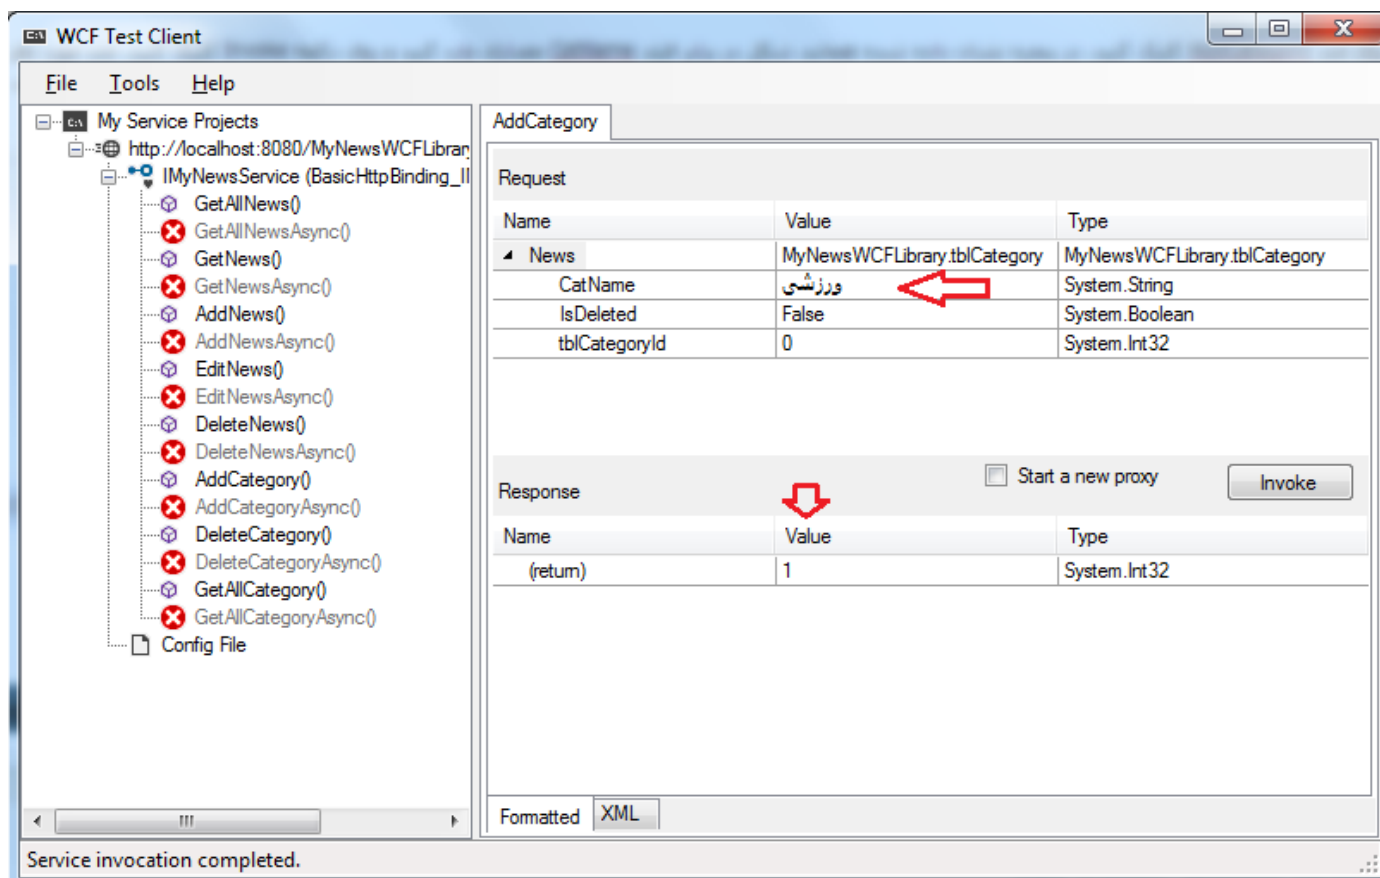 WCF Test Client
File Tools Help
My Service Projects
http://localhost:8080/MyNewsWCFLibrar
IMyNewsService (BasicHttpBinding_I
GetAllNews()
GetAllNewsAsync()
GetNews()
GetNewsAsync()
AddNews()
AddNewsAsync()
EditNews()
EditNewsAsync()
DeleteNews()
DeleteNewsAsync()
AddCategory()
AddCategoryAsync()
DeleteCategory()
DeleteCategoryAsync()
GetAllCategory()
GetAllCategoryAsync()
Config File
AddCategory
Request
Name Value Type
News MyNewsWCFLibrary.tblCategory MyNewsWCFLibrary.tblCategory
CatName ورزشی System.String
IsDeleted False System.Boolean
tblCategoryId 0 System.Int32
Response Start a new proxy Invoke
Name Value Type
(return) 1 System.Int32
Formatted XML
Service invocation completed.